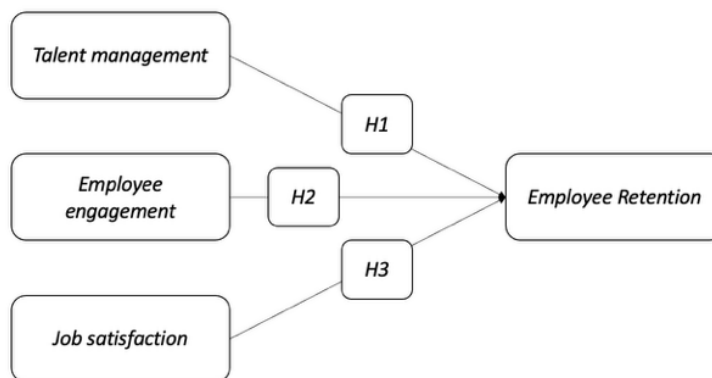 Talent management
H1
Employee
engagement
H2
Employee Retention
H3
Job satisfaction